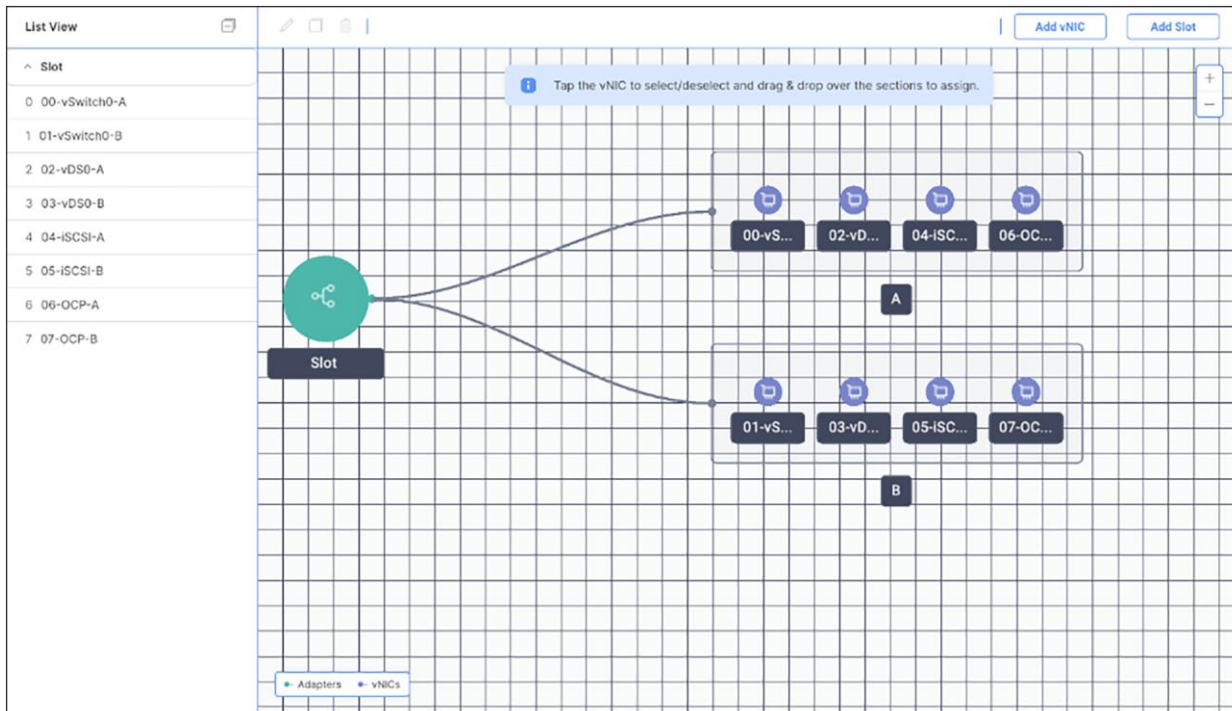 List View
Add vNIC
Add Slot
Slot
0 00-vSwitch0-A
1 01-vSwitch0-B
2 02-vDS0-A
3 03-vDS0-B
4 04-iSCSI-A
5 05-iSCSI-B
6 06-OCP-A
7 07-OCP-B
Tap the vNIC to select/deselect and drag & drop over the sections to assign.
00-vS... 02-vD... 04-iSC... 06-OC...
A
Slot
01-vS... 03-vD... 05-iSC... 07-OC...
B
Adapters vNICs